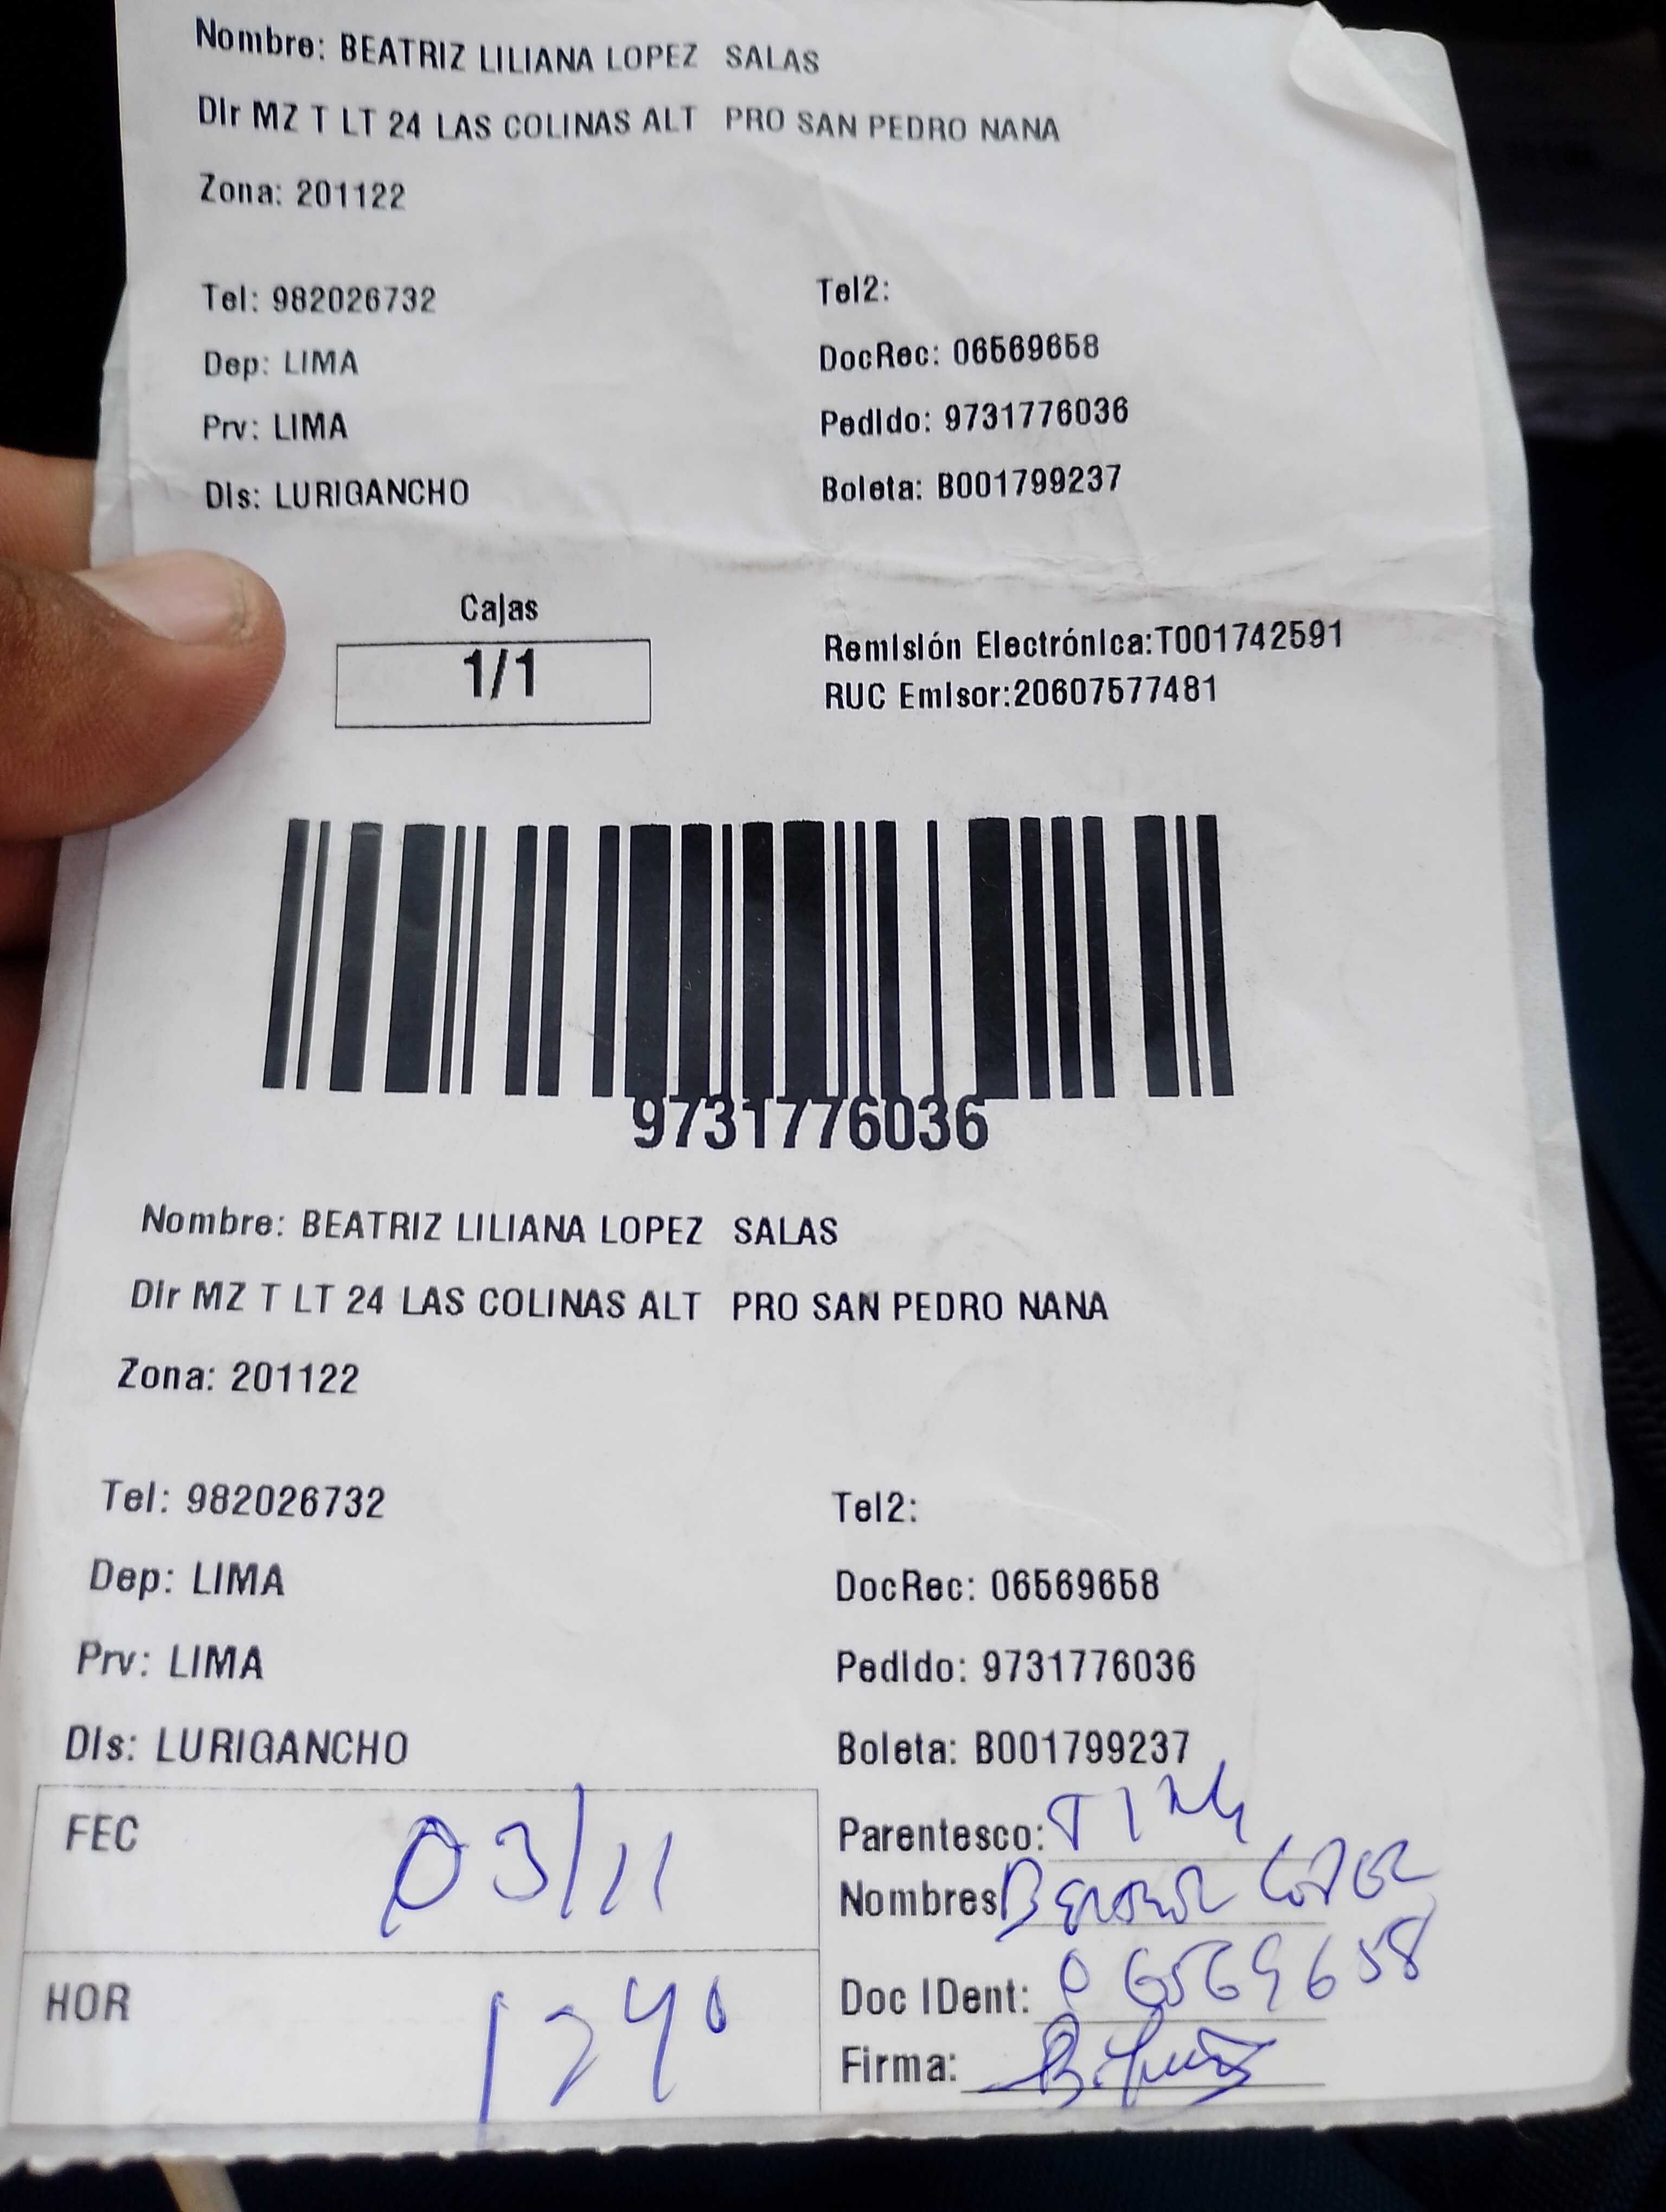 Nombre: BEATRIZ LILIANA LOPEZ SALAS
Dir MZ T LT 24 LAS COLINAS ALT PRO SAN PEDRO NANA
Zona: 201122
Tel: 982026732
Tel2:
Dep: LIMA
DocRec: 06569658
Prv: LIMA
Pedido: 9731776036
Dis: LURIGANCHO
Boleta: B001799237
Cajas
1/1
Remisión Electrónica:T001742591
RUC Emisor:20607577481
9731776036
Nombre: BEATRIZ LILIANA LOPEZ SALAS
Dir MZ T LT 24 LAS COLINAS ALT PRO SAN PEDRO NANA
Zona: 201122
Tel: 982026732
Tel2:
Dep: LIMA
DocRec: 06569658
Prv: LIMA
Pedido: 9731776036
Dis: LURIGANCHO
Boleta: B001799237
FEC 03/11
Parentesco:
Nombres
HOR 1240
Doc IDent: 06569658
Firma: